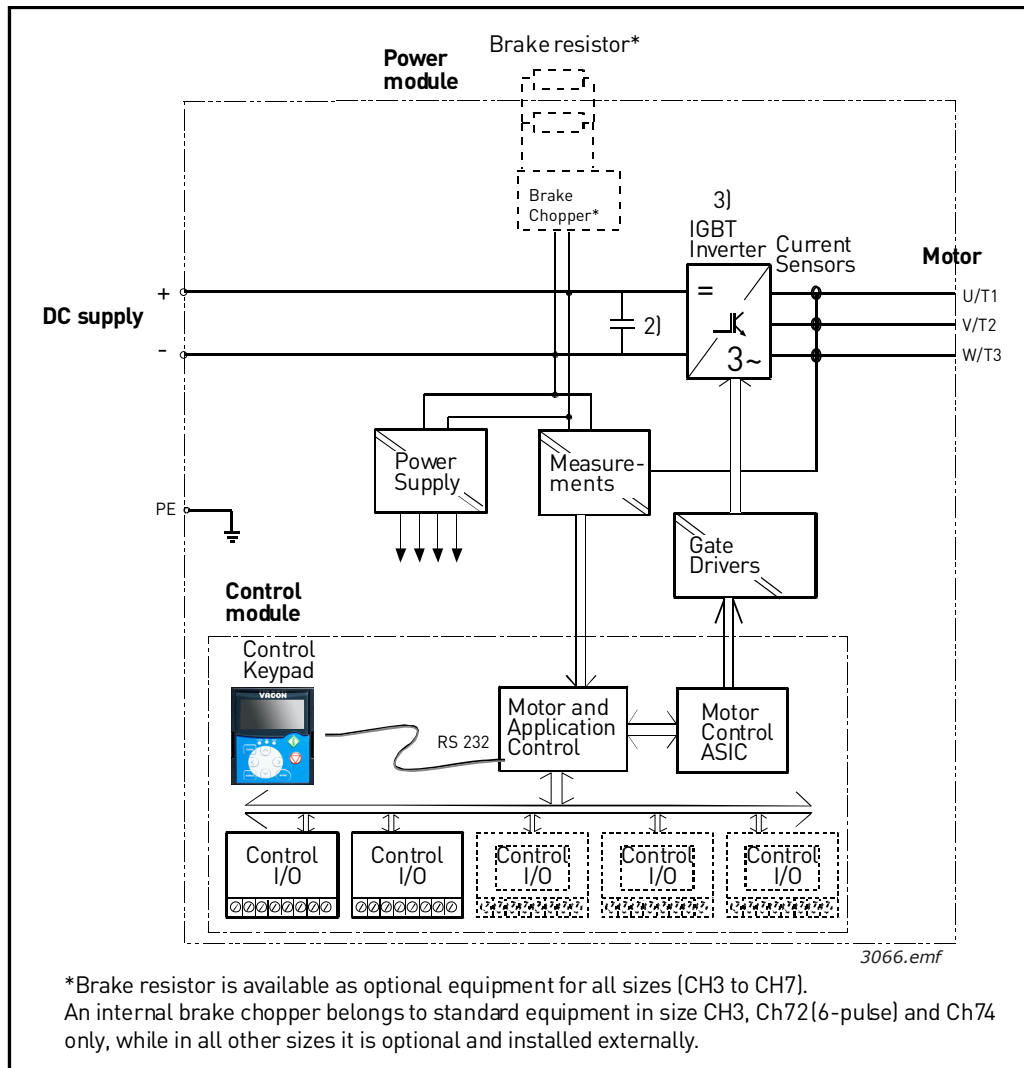 Brake resistor*
Power
module
Brake
Chopper*
3)
IGBT
Inverter
Current
Sensors
Motor
+
=
U/T1
DC supply
2)
V/T2
-
3~
W/T3
Power
Supply
Measure-
ments
PE
Gate
Drivers
Control
module
Control
Keypad
VACON
RS 232
Motor and
Application
Control
Motor
Control
ASIC
Control
I/O
Control
I/O
Control
I/O
Control
I/O
Control
I/O
3066.emf
*Brake resistor is available as optional equipment for all sizes (CH3 to CH7).
An internal brake chopper belongs to standard equipment in size CH3, Ch72(6-pulse) and Ch74
only, while in all other sizes it is optional and installed externally.